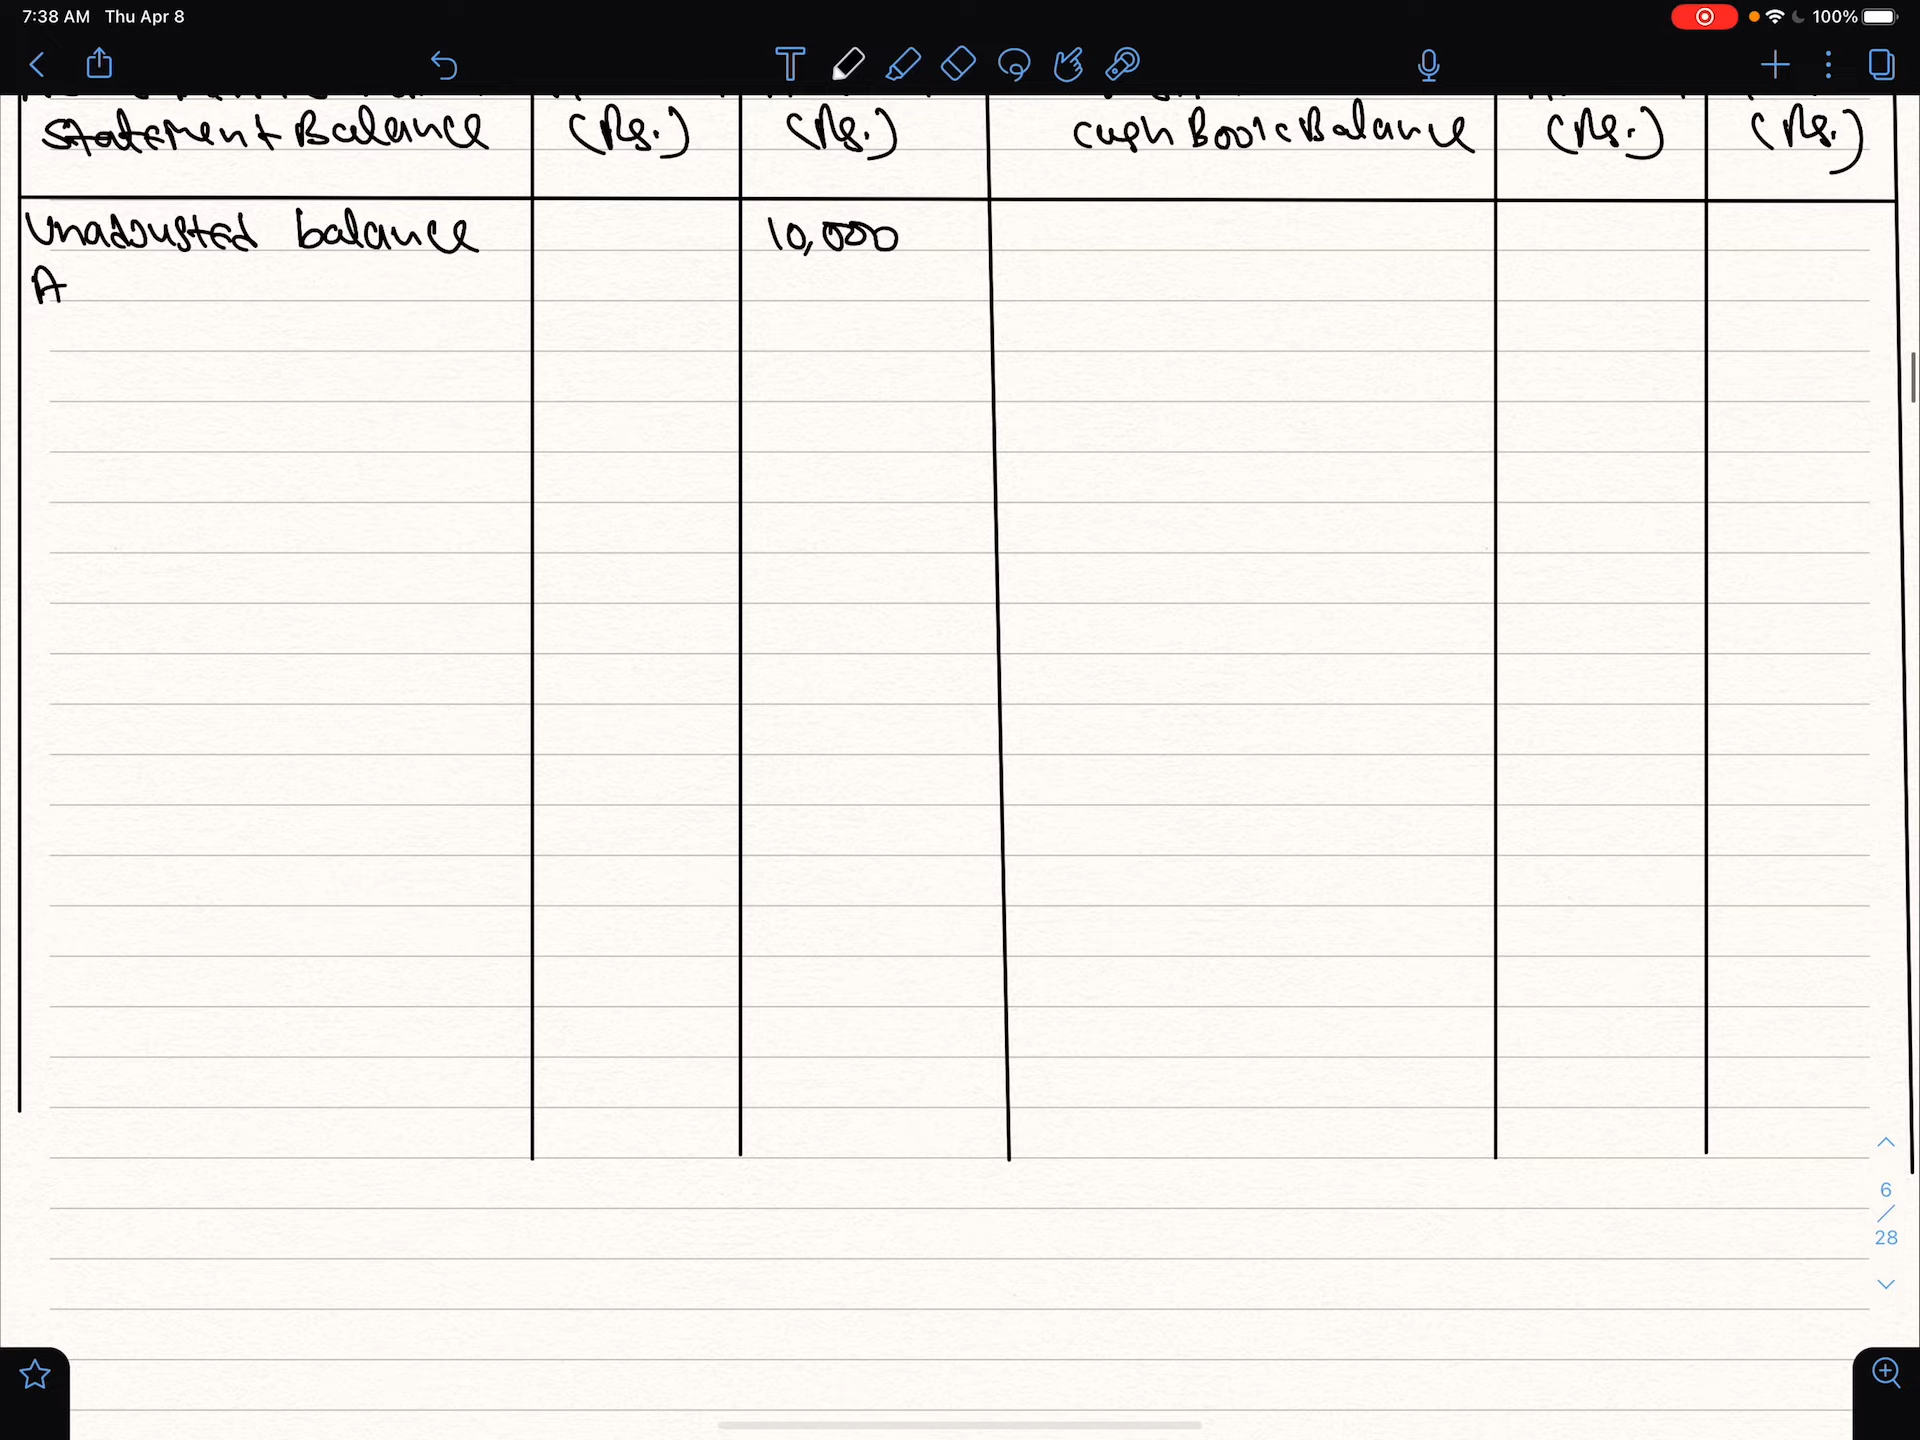 7:38 AM Thu Apr 8
100%
Statement Balance (Rs.) (Rs.) Cash Book Balance (Rs.) (Rs.)
Unadjusted balance 10,000
A
6
/
28